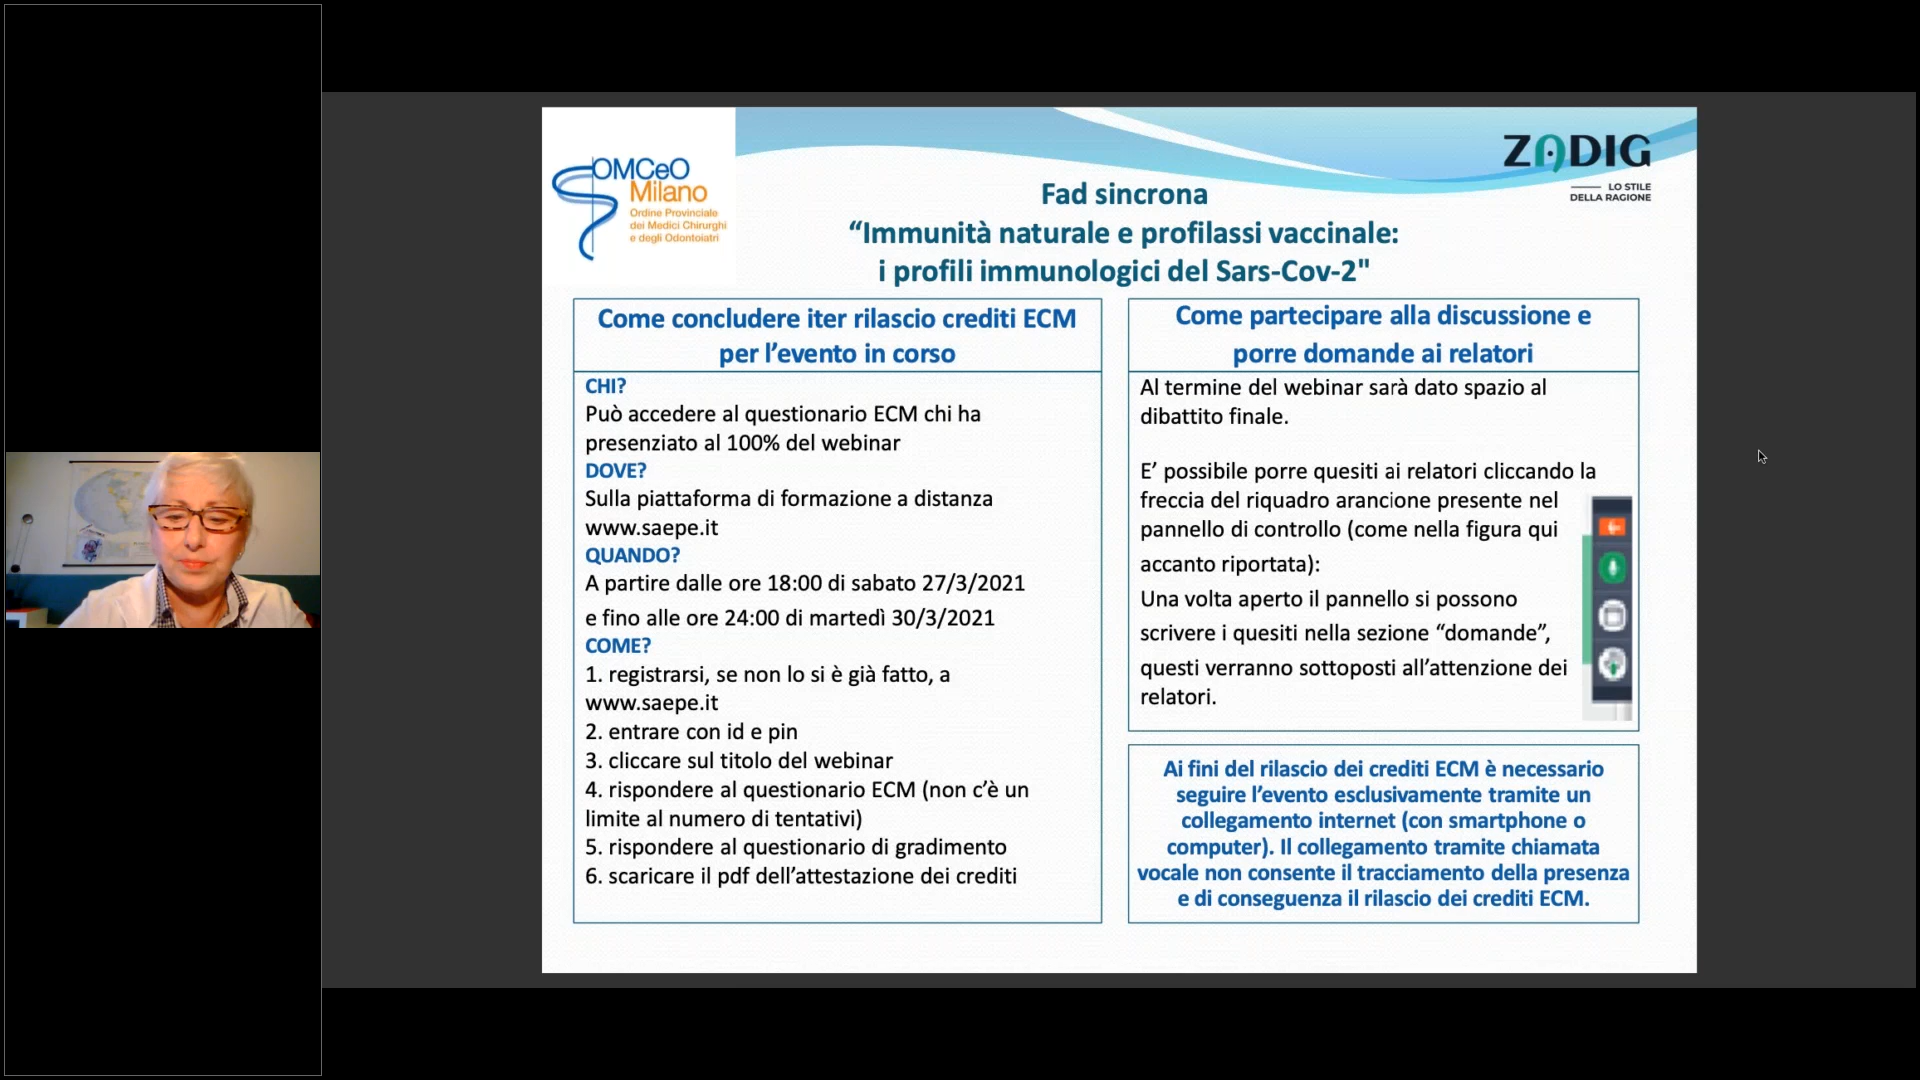 OMCeO
Milano
Ordine Provinciale
dei Medici Chirurghi
e degli Odontoiatri
ZADIG
LO STILE
DELLA RAGIONE
Fad sincrona
“Immunità naturale e profilassi vaccinale:
i profili immunologici del Sars-Cov-2"
Come concludere iter rilascio crediti ECM
per l’evento in corso
CHI?
Può accedere al questionario ECM chi ha
presenziato al 100% del webinar
DOVE?
Sulla piattaforma di formazione a distanza
www.saepe.it
QUANDO?
A partire dalle ore 18:00 di sabato 27/3/2021
e fino alle ore 24:00 di martedì 30/3/2021
COME?
1. registrarsi, se non lo si è già fatto, a
www.saepe.it
2. entrare con id e pin
3. cliccare sul titolo del webinar
4. rispondere al questionario ECM (non c’è un
limite al numero di tentativi)
5. rispondere al questionario di gradimento
6. scaricare il pdf dell’attestazione dei crediti
Come partecipare alla discussione e
porre domande ai relatori
Al termine del webinar sarà dato spazio al
dibattito finale.
E’ possibile porre quesiti ai relatori cliccando la
freccia del riquadro arancione presente nel
pannello di controllo (come nella figura qui
accanto riportata):
Una volta aperto il pannello si possono
scrivere i quesiti nella sezione “domande”,
questi verranno sottoposti all’attenzione dei
relatori.
Ai fini del rilascio dei crediti ECM è necessario
seguire l’evento esclusivamente tramite un
collegamento internet (con smartphone o
computer). Il collegamento tramite chiamata
vocale non consente il tracciamento della presenza
e di conseguenza il rilascio dei crediti ECM.